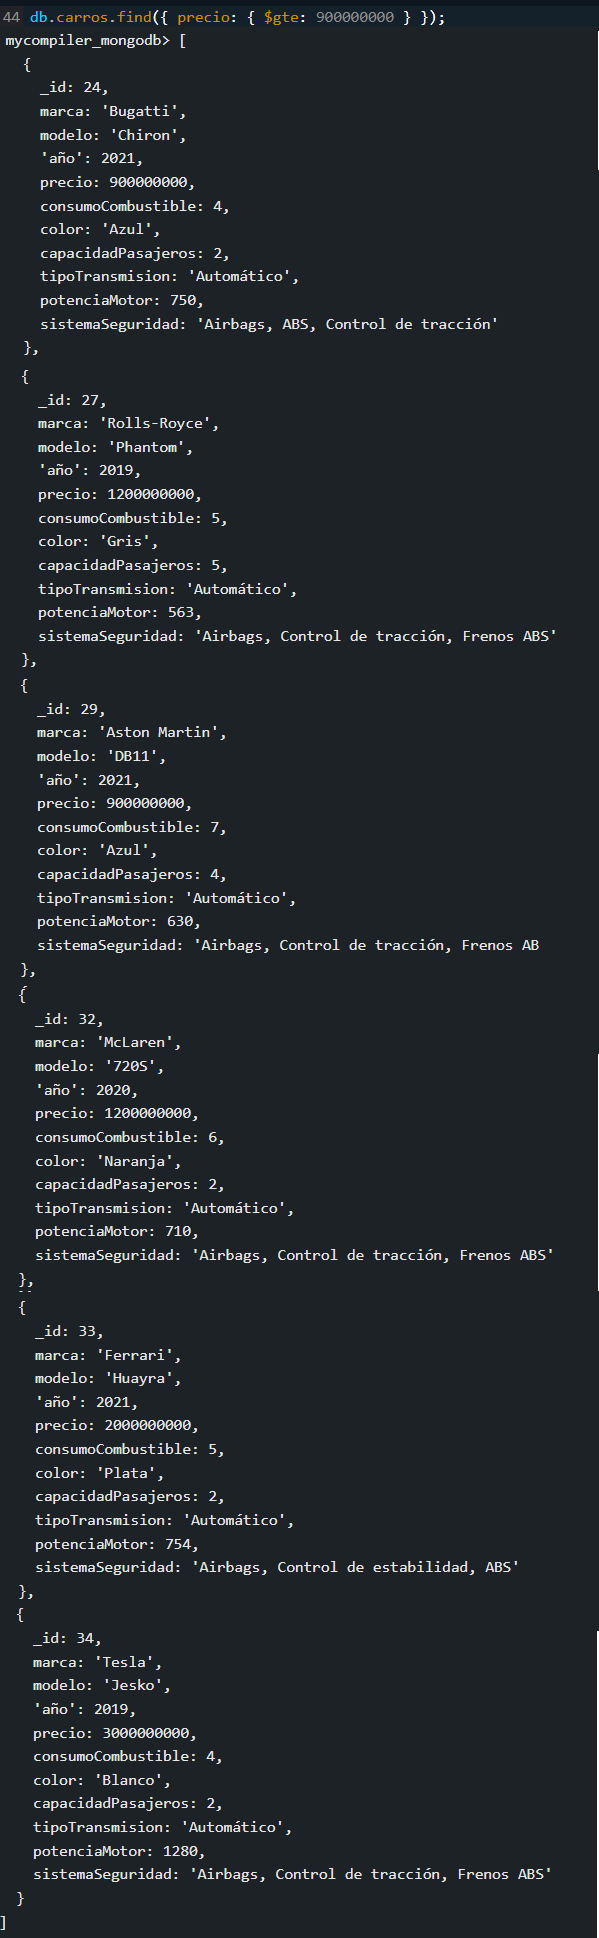 44 db.carros.find({ precio: { $gte: 900000000 } });
mycompiler_mongodb> [
{
_id: 24,
marca: 'Bugatti',
modelo: 'Chiron',
'año': 2021,
precio: 900000000,
consumoCombustible: 4,
color: 'Azul',
capacidadPasajeros: 2,
tipoTransmision: 'Automático',
potenciaMotor: 750,
sistemaSeguridad: 'Airbags, ABS, Control de tracción'
},
{
_id: 27,
marca: 'Rolls-Royce',
modelo: 'Phantom',
'año': 2019,
precio: 1200000000,
consumoCombustible: 5,
color: 'Gris',
capacidadPasajeros: 5,
tipoTransmision: 'Automático',
potenciaMotor: 563,
sistemaSeguridad: 'Airbags, Control de tracción, Frenos ABS'
},
{
_id: 29,
marca: 'Aston Martin',
modelo: 'DB11',
'año': 2021,
precio: 900000000,
consumoCombustible: 7,
color: 'Azul',
capacidadPasajeros: 4,
tipoTransmision: 'Automático',
potenciaMotor: 630,
sistemaSeguridad: 'Airbags, Control de tracción, Frenos AB
},
{
_id: 32,
marca: 'McLaren',
modelo: '720S',
'año': 2020,
precio: 1200000000,
consumoCombustible: 6,
color: 'Naranja',
capacidadPasajeros: 2,
tipoTransmision: 'Automático',
potenciaMotor: 710,
sistemaSeguridad: 'Airbags, Control de tracción, Frenos ABS'
},
{
_id: 33,
marca: 'Ferrari',
modelo: 'Huayra',
'año': 2021,
precio: 2000000000,
consumoCombustible: 5,
color: 'Plata',
capacidadPasajeros: 2,
tipoTransmision: 'Automático',
potenciaMotor: 754,
sistemaSeguridad: 'Airbags, Control de estabilidad, ABS'
},
{
_id: 34,
marca: 'Tesla',
modelo: 'Jesko',
'año': 2019,
precio: 3000000000,
consumoCombustible: 4,
color: 'Blanco',
capacidadPasajeros: 2,
tipoTransmision: 'Automático',
potenciaMotor: 1280,
sistemaSeguridad: 'Airbags, Control de tracción, Frenos ABS'
}
]